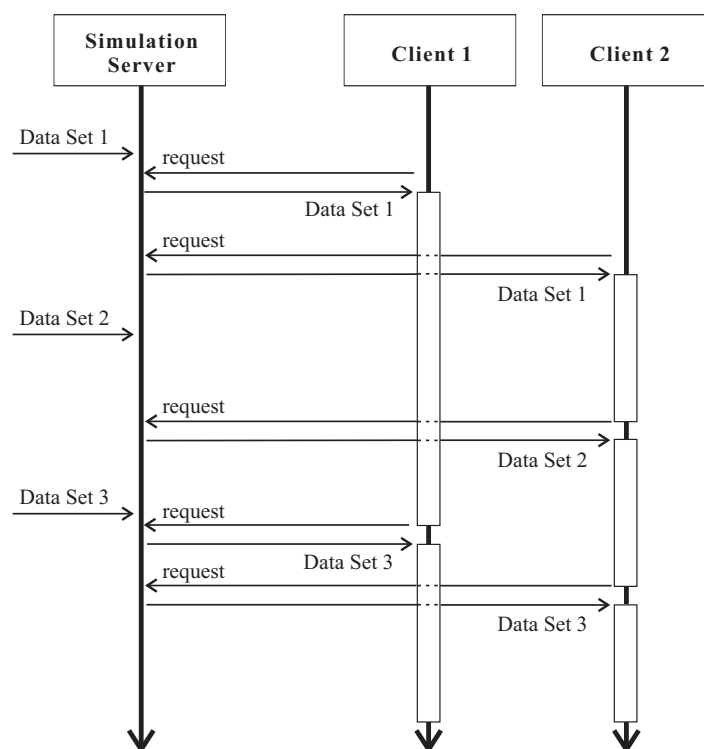 Simulation
Server
Client 1
Client 2
Data Set 1
request
Data Set 1
request
Data Set 1
Data Set 2
request
Data Set 2
Data Set 3
request
Data Set 3
request
Data Set 3